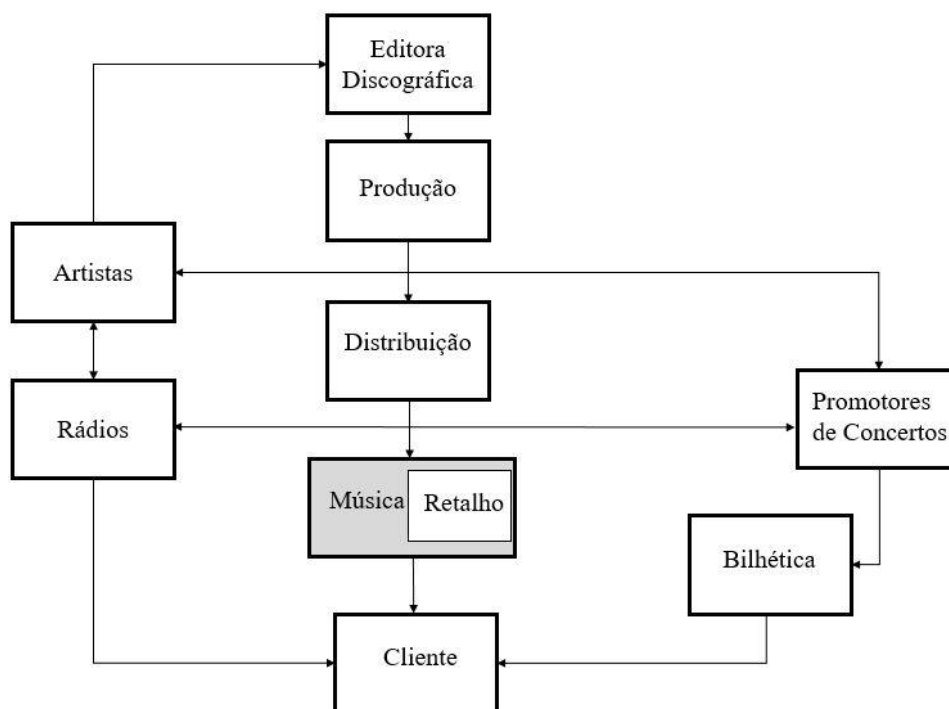 Editora
Discográfica
Produção
Artistas
Distribuição
Rádios
Promotores
de Concertos
Música
Retalho
Bilhética
Cliente